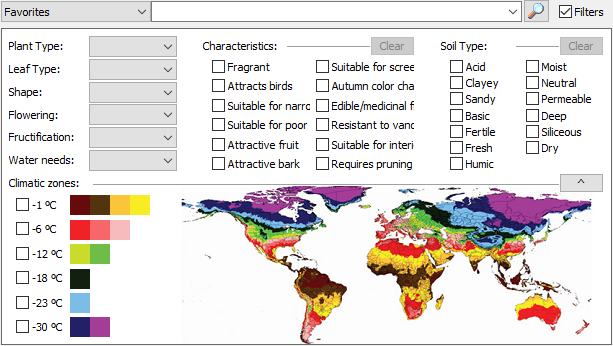 Favorites Filters
Plant Type: Characteristics: Clear Soil Type: Clear
Leaf Type: Fragrant Suitable for scree Acid Moist
Shape: Attracts birds Autumn color cha Clayey Neutral
Flowering: Suitable for narro Edible/medicinal f Sandy Permeable
Fructification: Suitable for poor Resistant to vanc Basic Deep
Water needs: Attractive fruit Suitable for interi Fertile Siliceous
Attractive bark Requires pruning Fresh Dry
Humic
Climatic zones:
-1 ºC
-6 ºC
-12 ºC
-18 ºC
-23 ºC
-30 ºC